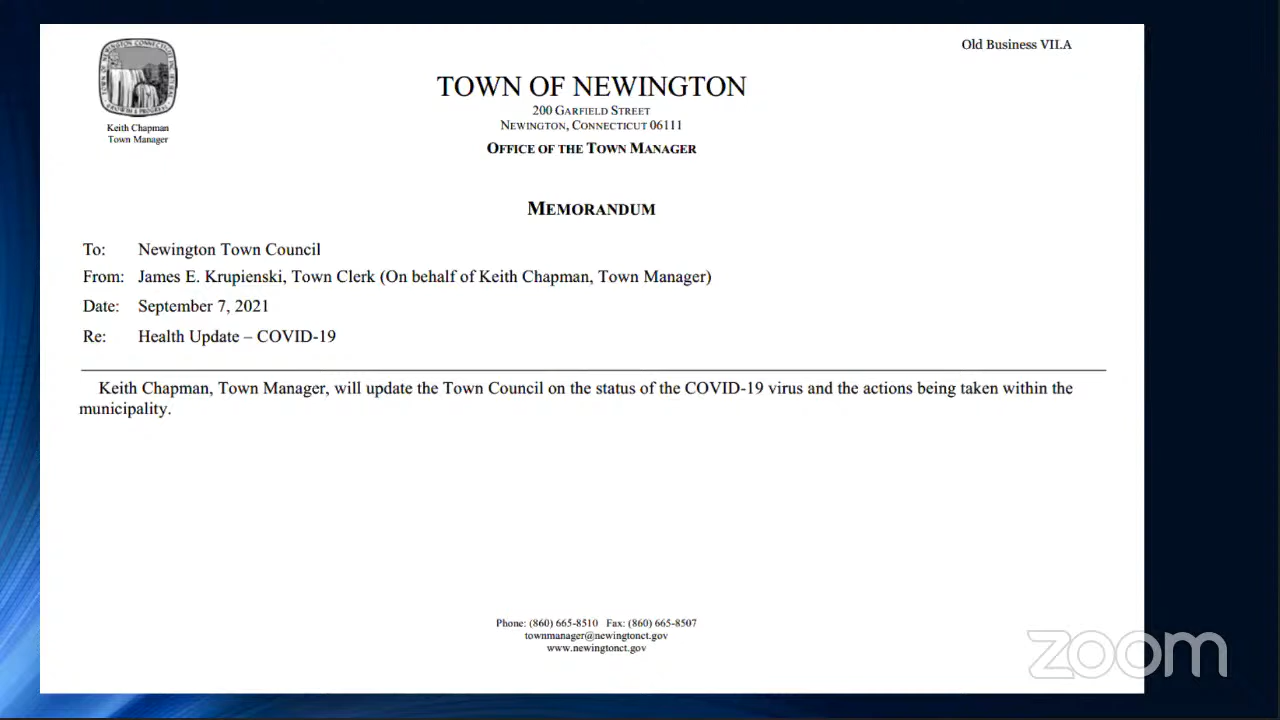 Old Business VII.A
Keith Chapman
Town Manager
TOWN OF NEWINGTON
200 GARFIELD STREET
NEWINGTON, CONNECTICUT 06111
OFFICE OF THE TOWN MANAGER
MEMORANDUM
To: Newington Town Council
From: James E. Krupienski, Town Clerk (On behalf of Keith Chapman, Town Manager)
Date: September 7, 2021
Re: Health Update – COVID-19
Keith Chapman, Town Manager, will update the Town Council on the status of the COVID-19 virus and the actions being taken within the
municipality.
Phone: (860) 665-8510 Fax: (860) 665-8507
townmanager@newingtonct.gov
www.newingtonct.gov
zoom